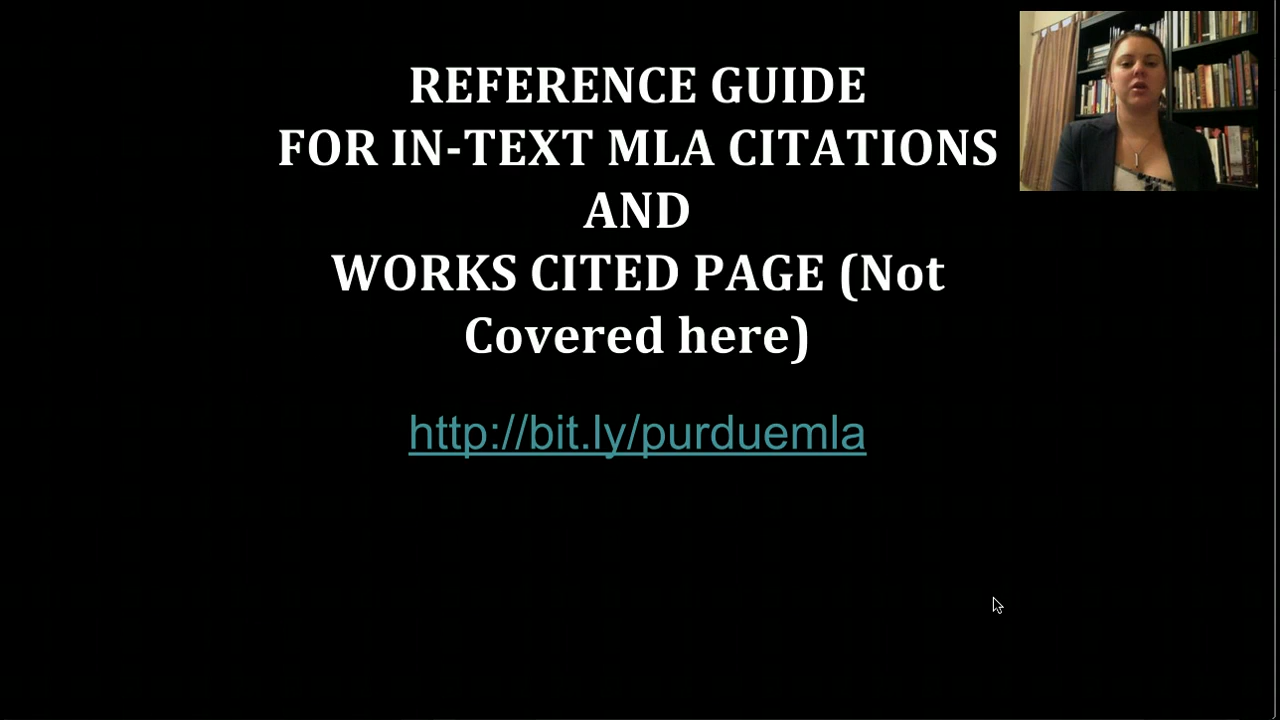 REFERENCE GUIDE
FOR IN-TEXT MLA CITATIONS
AND
WORKS CITED PAGE (Not
Covered here)
http://bit.ly/purduemla